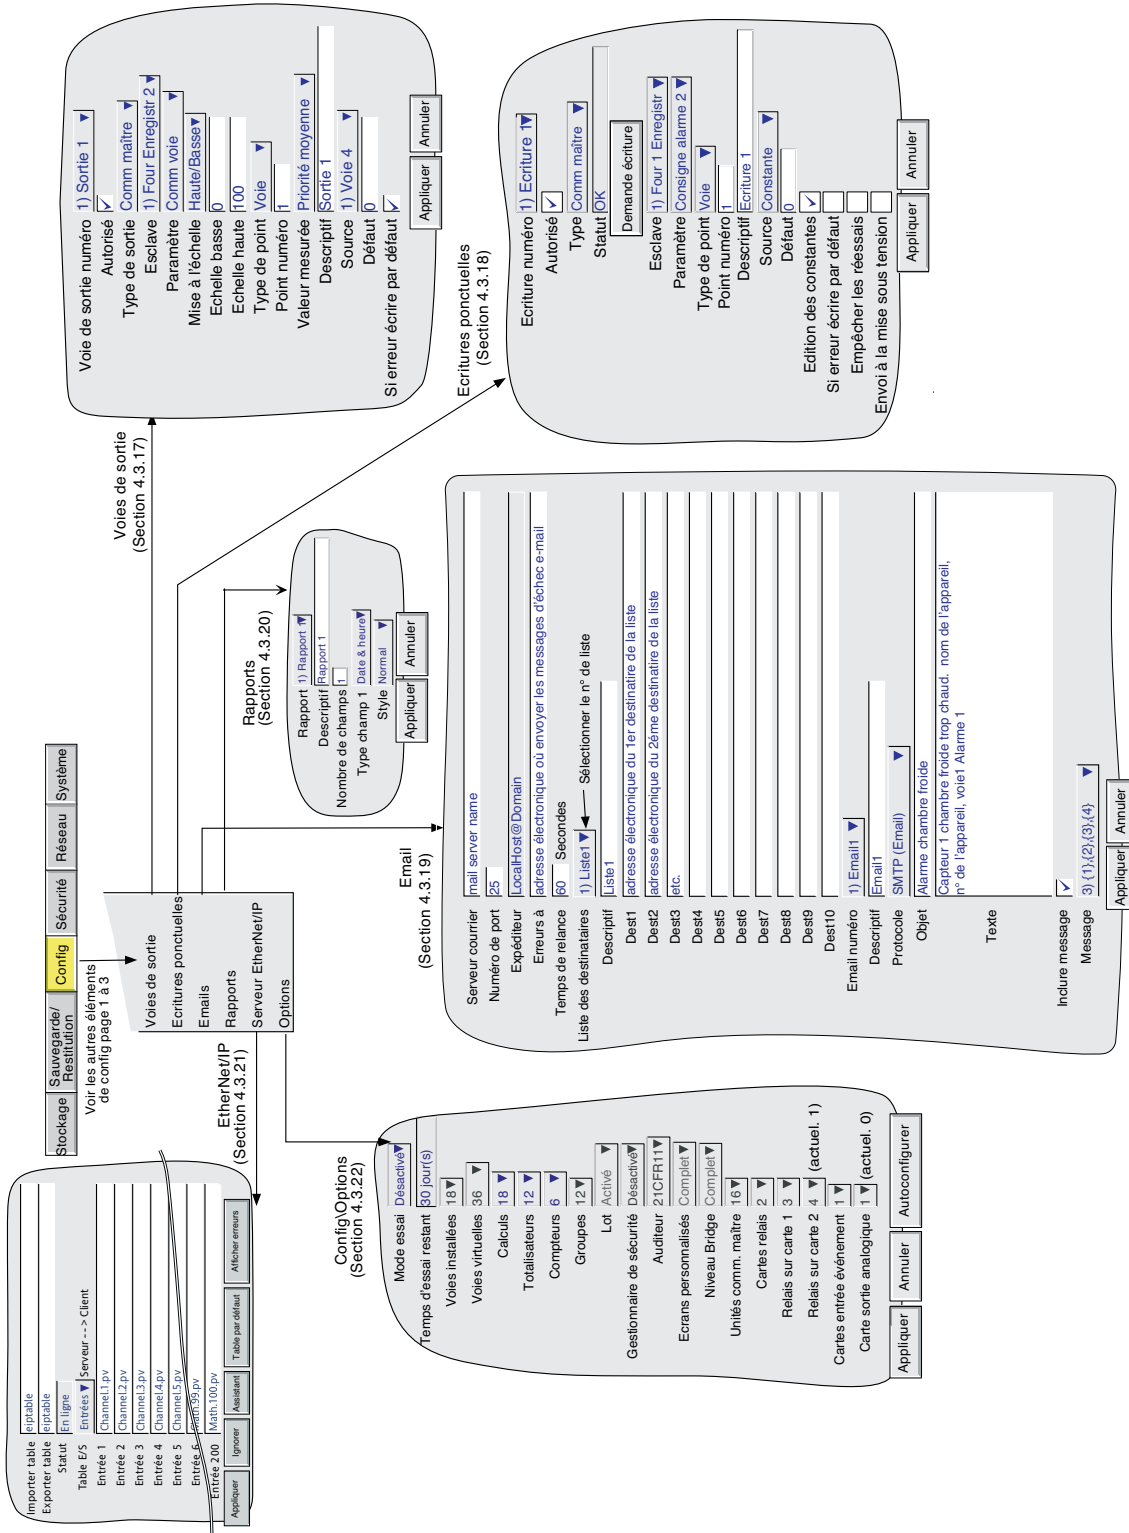 Stockage
Sauvegarde/
Restitution
Config
Sécurité
Réseau
Système
Voir les autres éléments
de config page 1 à 3
Voies de sortie
Ecritures ponctuelles
Emails
Rapports
Serveur EtherNet/IP
Options
EtherNet/IP
(Section 4.3.21)
Importer table eiptable
Exporter table eiptable
Statut En ligne
Table E/S Entrées Serveur --> Client
Entrée 1 Channel.1.pv
Entrée 2 Channel.2.pv
Entrée 3 Channel.3.pv
Entrée 4 Channel.4.pv
Entrée 5 Channel.5.pv
Entrée 6 Math.99.pv
Entrée 200 Math.100.pv
Appliquer Ignorer Assistant Table par défaut Afficher erreurs
Config\Options
(Section 4.3.22)
Mode essai Désactivé
Temps d'essai restant 30 jour(s)
Voies installées 18
Voies virtuelles 36
Calculs 18
Totalisateurs 12
Compteurs 6
Groupes 12
Lot Activé
Gestionnaire de sécurité Désactivé
Auditeur 21CFR11
Ecrans personnalisés Complet
Niveau Bridge Complet
Unités comm. maître 16
Cartes relais 2
Relais sur carte 1 3
Relais sur carte 2 4 (actuel. 1)
Cartes entrée événement 1
Carte sortie analogique 1 (actuel. 0)
Appliquer Annuler Autoconfigurer
Email
(Section 4.3.19)
Serveur courrier mail server name
Numéro de port 25
Expéditeur LocalHost@Domain
Erreurs à adresse électronique où envoyer les messages d'échec e-mail
Temps de relance 60 Secondes
Liste des destinataires 1) Liste1 Sélectionner le n° de liste
Descriptif Liste1
Dest1 adresse électronique du 1er destinatire de la liste
Dest2 adresse électronique du 2éme destinatire de la liste
Dest3 etc.
Dest4
Dest5
Dest6
Dest7
Dest8
Dest9
Dest10
Email numéro 1) Email1
Descriptif Email1
Protocole SMTP (Email)
Objet Alarme chambre froide
Texte Capteur 1 chambre froide trop chaud. nom de l'appareil,
n° de l'appareil, voie1 Alarme 1
Inclure message
Message 3) {1},{2},{3},{4}
Appliquer Annuler
Rapports
(Section 4.3.20)
Rapport 1) Rapport 1
Descriptif Rapport 1
Nombre de champs 1
Type champ 1 Date & heure
Style Normal
Appliquer Annuler
Voies de sortie
(Section 4.3.17)
Voie de sortie numéro 1) Sortie 1
Autorisé
Type de sortie Comm maître
Esclave 1) Four Enregistr 2
Paramètre Comm voie
Mise à l'échelle Haute/Basse
Echelle basse 0
Echelle haute 100
Type de point Voie
Point numéro 1
Valeur mesurée Priorité moyenne
Descriptif Sortie 1
Source 1) Voie 4
Défaut 0
Si erreur écrire par défaut
Appliquer Annuler
Ecritures ponctuelles
(Section 4.3.18)
Ecriture numéro 1) Ecriture 1
Autorisé
Type Comm maître
Statut OK
Demande écriture
Esclave 1) Four 1 Enregistr
Paramètre Consigne alarme 2
Type de point Voie
Point numéro 1
Descriptif Ecriture 1
Source Constante
Défaut 0
Edition des constantes
Si erreur écrire par défaut
Empêcher les réessais
Envoi à la mise sous tension
Appliquer Annuler